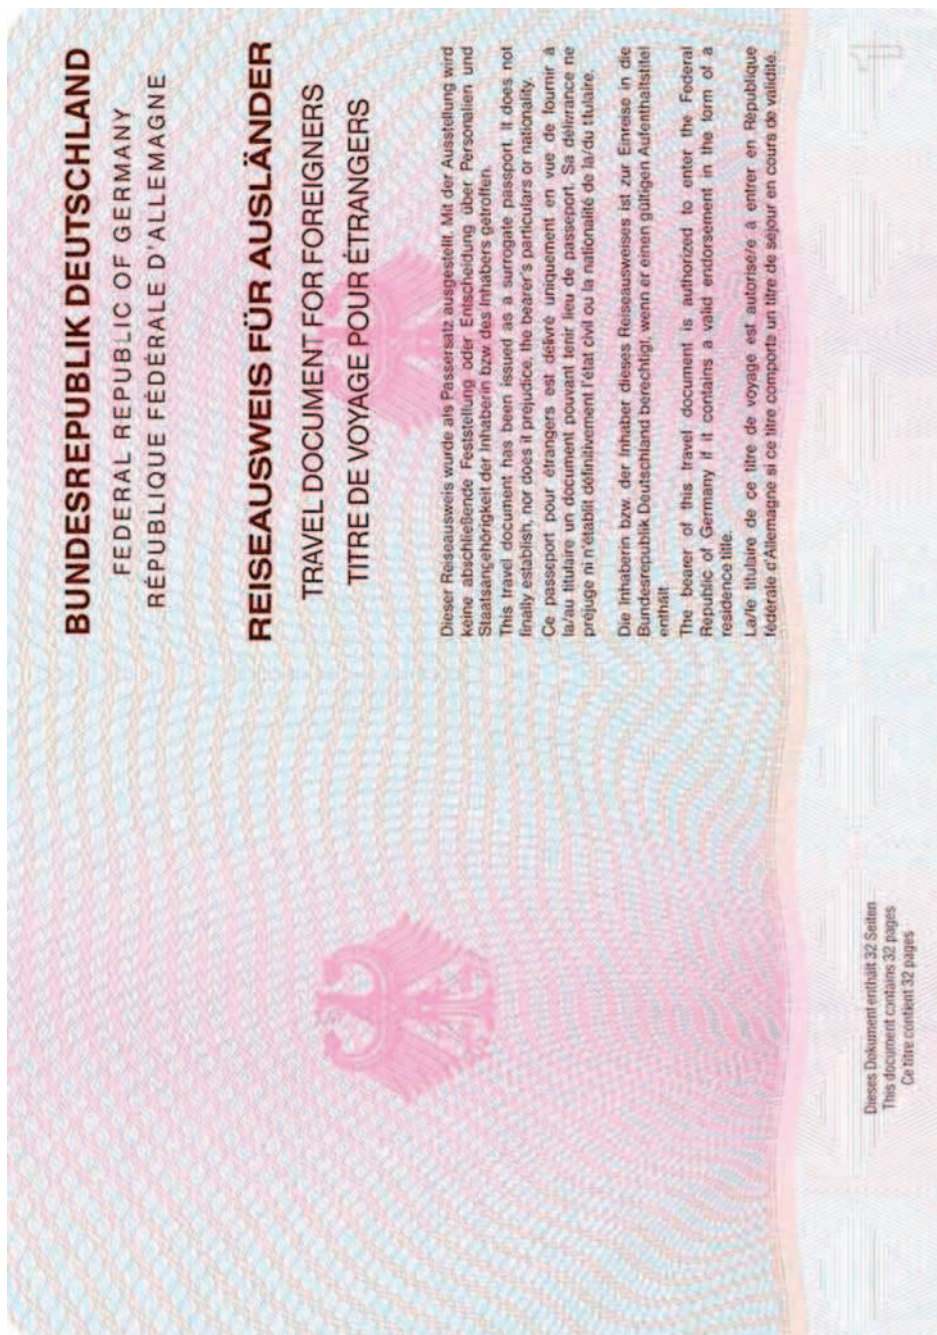 BUNDESREPUBLIK DEUTSCHLAND
FEDERAL REPUBLIC OF GERMANY
RÉPUBLIQUE FÉDÉRALE D'ALLEMAGNE
REISEAUSWEIS FÜR AUSLÄNDER
TRAVEL DOCUMENT FOR FOREIGNERS
TITRE DE VOYAGE POUR ÉTRANGERS
Dieser Reiseausweis wurde als Passersatz ausgestellt. Mit der Ausstellung wird
keine abschließende Feststellung oder Entscheidung über Personalien und
Staatsangehörigkeit der Inhaberin bzw. des Inhabers getroffen.
This travel document has been issued as a surrogate passport. It does not
finally establish, nor does it prejudice, the bearer's particulars or nationality.
Ce passeport pour étrangers est délivré uniquement en vue de fournir à
la/au titulaire un document pouvant tenir lieu de passeport. Sa délivrance ne
préjuge ni n'établit définitivement l'état civil ou la nationalité de la/du titulaire.
Die Inhaberin bzw. der Inhaber dieses Reiseausweises ist zur Einreise in die
Bundesrepublik Deutschland berechtigt, wenn er einen gültigen Aufenthaltstitel
enthält.
The bearer of this travel document is authorized to enter the Federal
Republic of Germany if it contains a valid endorsement in the form of a
residence title.
La/le titulaire de ce titre de voyage est autorisé/e à entrer en République
fédérale d'Allemagne si ce titre comporte un titre de séjour en cours de validité.
1
Dieses Dokument enthält 32 Seiten
This document contains 32 pages
Ce titre contient 32 pages